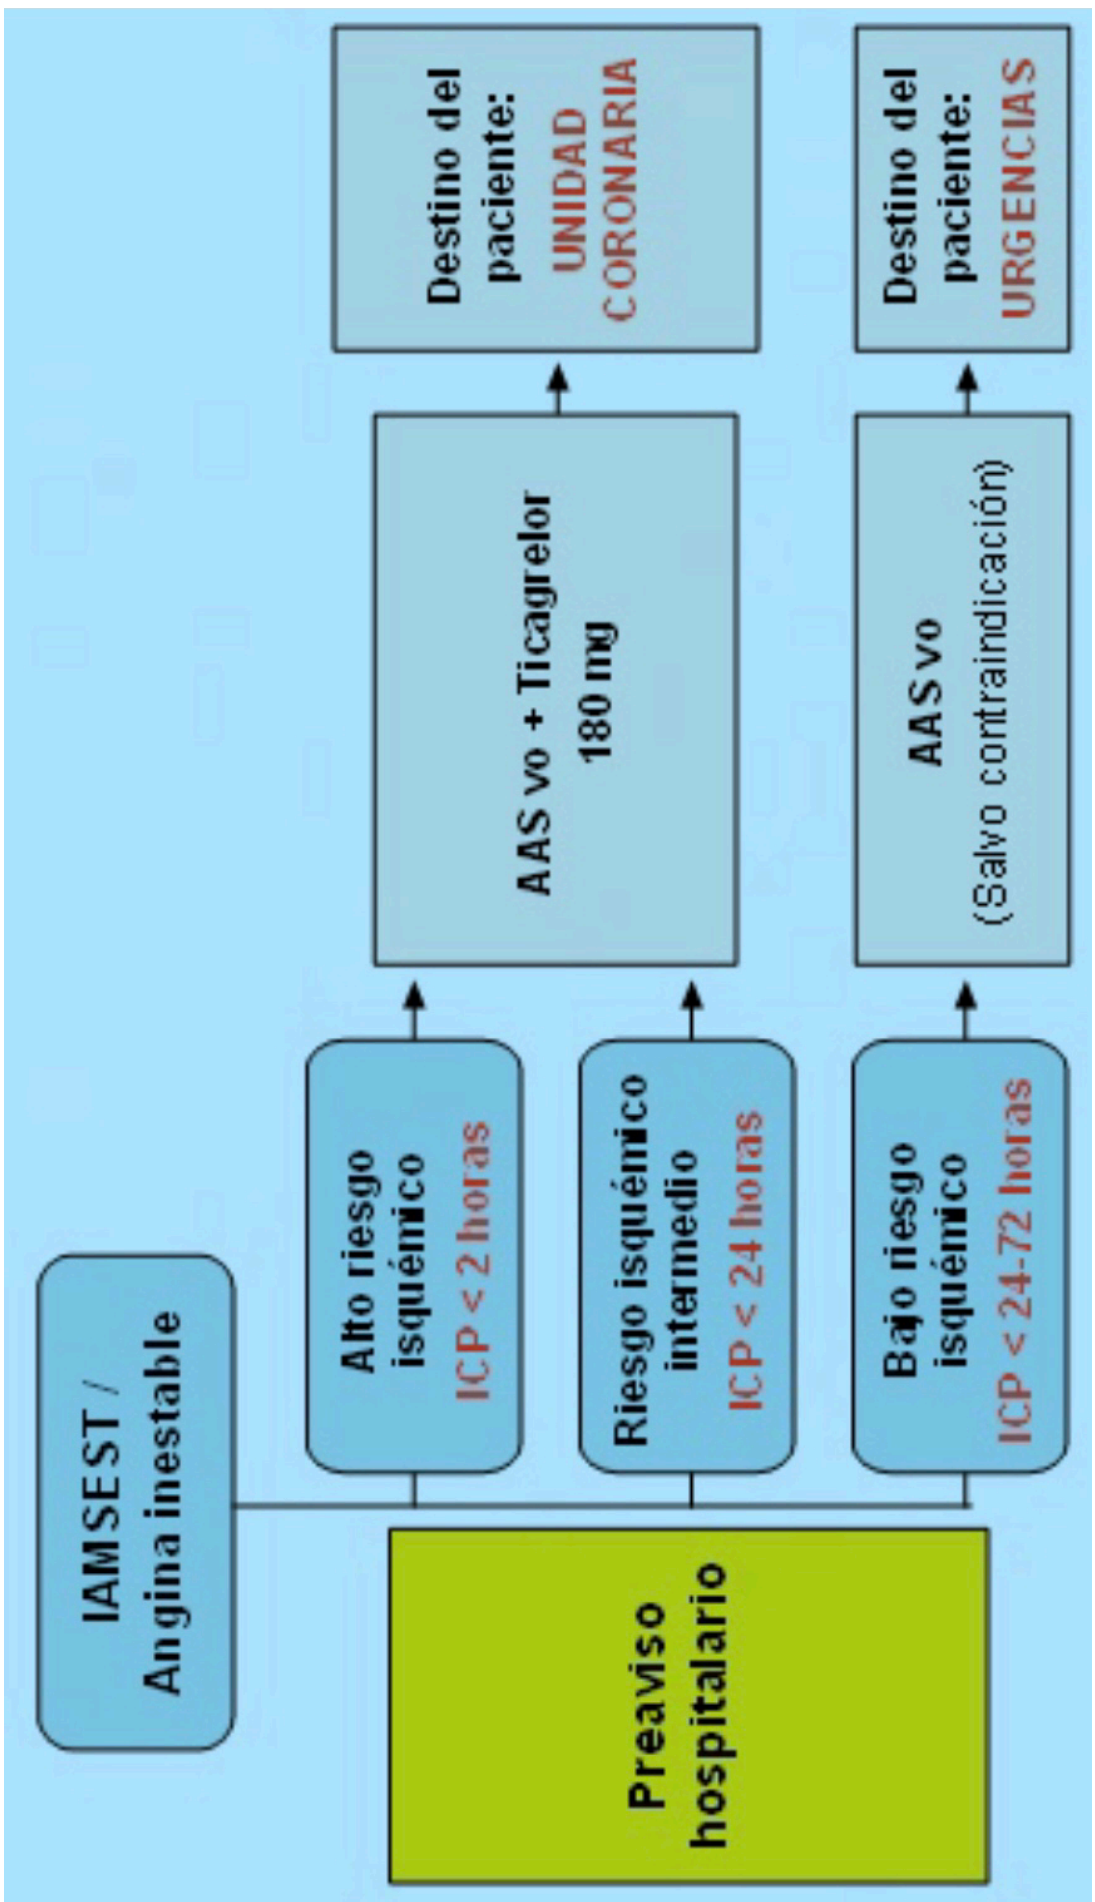 IAMSEST /
Angina inestable
Preaviso
hospitalario
Alto riesgo
isquémico
ICP < 2 horas
AAS vo + Ticagrelor
180 mg
Destino del
paciente:
UNIDAD
CORONARIA
Riesgo isquémico
intermedio
ICP < 24 horas
Bajo riesgo
isquémico
ICP < 24-72 horas
AAS vo
(Salvo contraindicación)
Destino del
paciente:
URGENCIAS